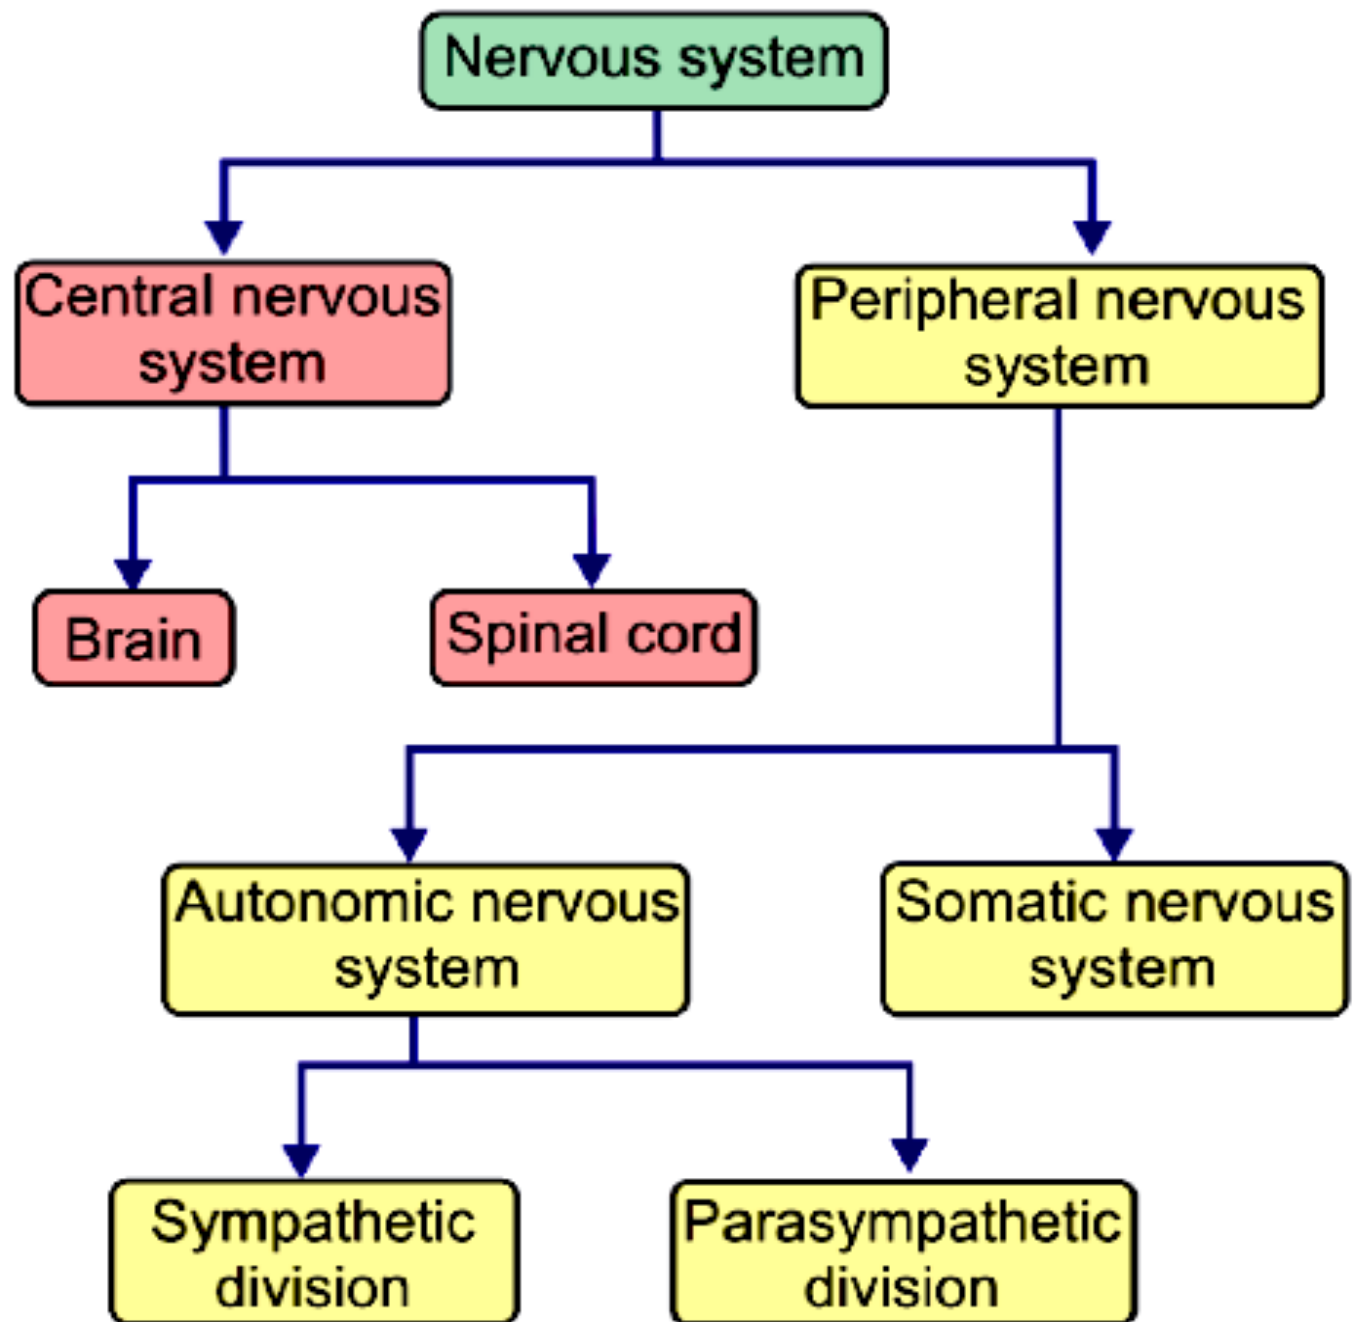 Nervous system
Central nervous
system
Peripheral nervous
system
Brain
Spinal cord
Autonomic nervous
system
Somatic nervous
system
Sympathetic
division
Parasympathetic
division